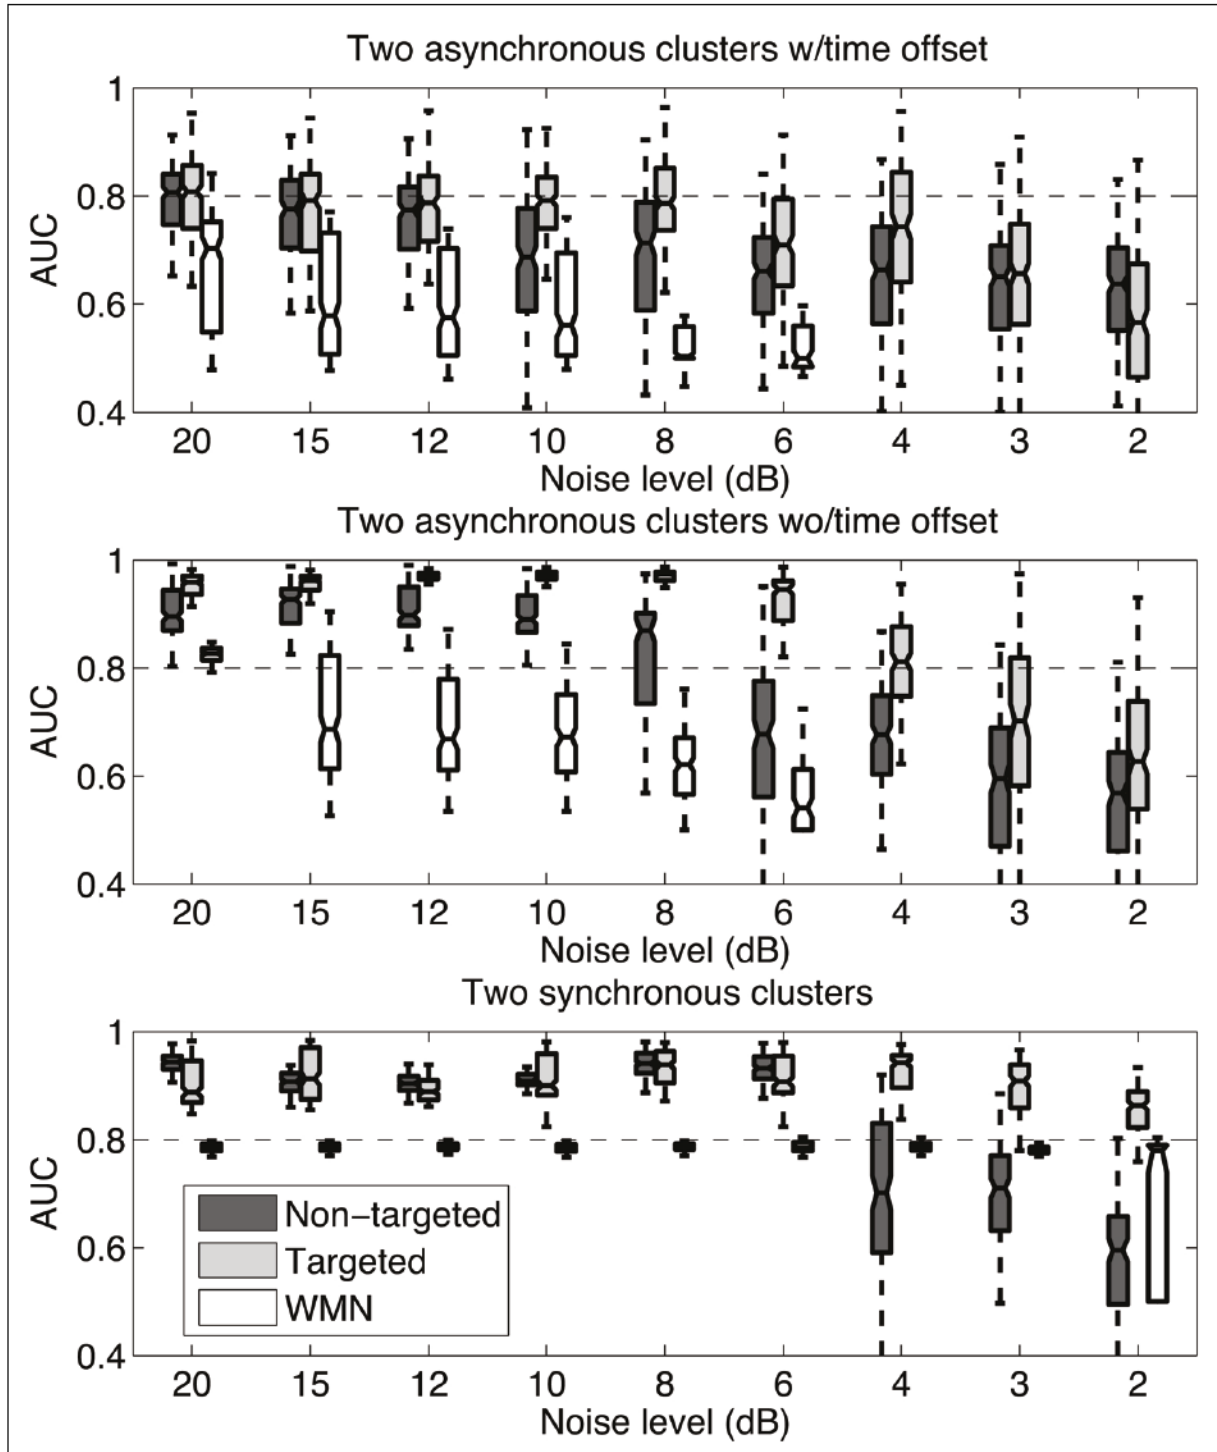 Two asynchronous clusters w/time offset
1
0.8
0.6
0.4
AUC
20 15 12 10 8 6 4 3 2
Noise level (dB)
Two asynchronous clusters wo/time offset
1
0.8
0.6
0.4
AUC
20 15 12 10 8 6 4 3 2
Noise level (dB)
Two synchronous clusters
1
0.8
0.6
0.4
AUC
Non-targeted
Targeted
WMN
20 15 12 10 8 6 4 3 2
Noise level (dB)